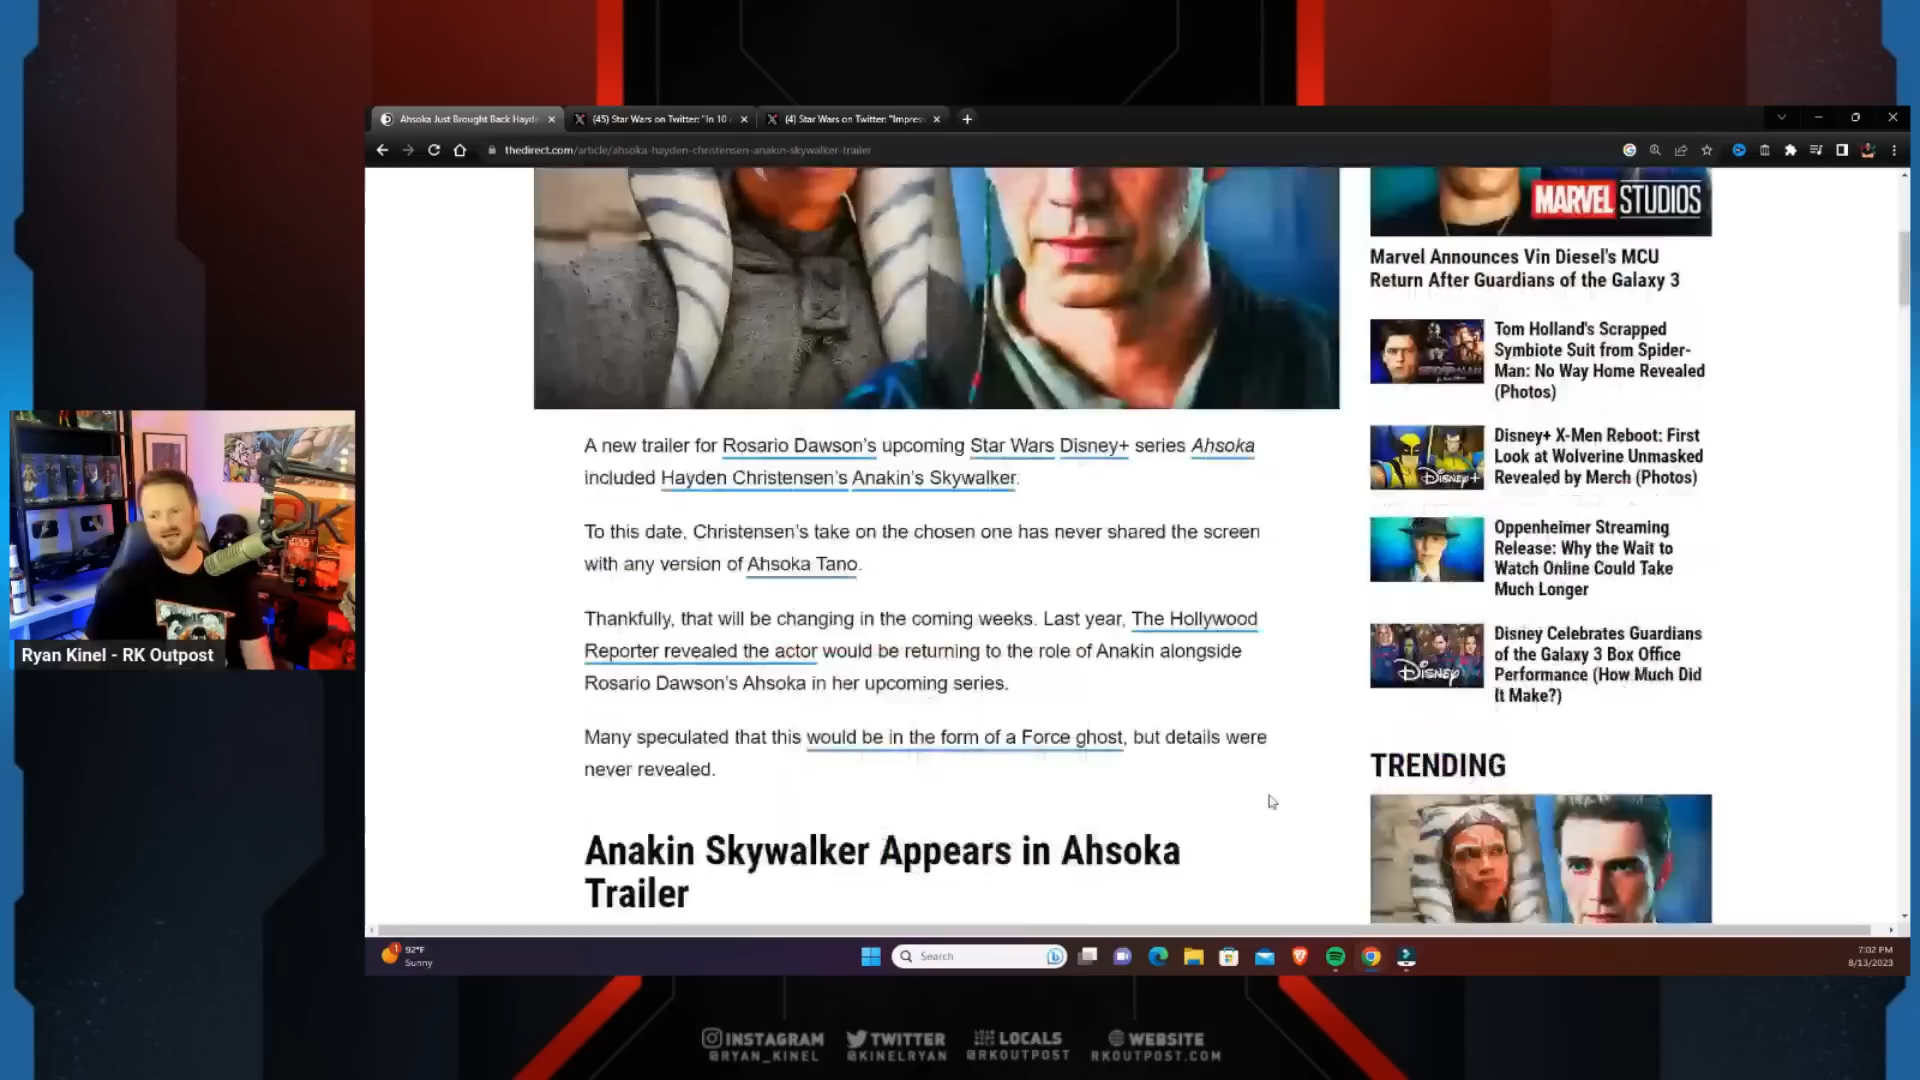 Ahsoka Just Brought Back Hayde
(45) Star Wars on Twitter: "In 10
(4) Star Wars on Twitter: "Impres
thedirect.com/article/ahsoka-hayden-christensen-anakin-skywalker-trailer
MARVEL STUDIOS
Marvel Announces Vin Diesel's MCU
Return After Guardians of the Galaxy 3
Tom Holland's Scrapped
Symbiote Suit from Spider-
Man: No Way Home Revealed
(Photos)
Disney+ X-Men Reboot: First
Look at Wolverine Unmasked
Revealed by Merch (Photos)
Disney+
Oppenheimer Streaming
Release: Why the Wait to
Watch Online Could Take
Much Longer
Disney Celebrates Guardians
of the Galaxy 3 Box Office
Performance (How Much Did
It Make?)
Disney
TRENDING
A new trailer for Rosario Dawson's upcoming Star Wars Disney+ series Ahsoka
included Hayden Christensen's Anakin's Skywalker.
To this date, Christensen's take on the chosen one has never shared the screen
with any version of Ahsoka Tano.
Thankfully, that will be changing in the coming weeks. Last year, The Hollywood
Reporter revealed the actor would be returning to the role of Anakin alongside
Rosario Dawson's Ahsoka in her upcoming series.
Many speculated that this would be in the form of a Force ghost, but details were
never revealed.
Anakin Skywalker Appears in Ahsoka
Trailer
Ryan Kinel - RK Outpost
1
92°F
Sunny
Search
7:02 PM
8/13/2023
INSTAGRAM
@RYAN_KINEL
TWITTER
@KINELRYAN
LOCALS
@RKOUTPOST
WEBSITE
RKOUTPOST.COM